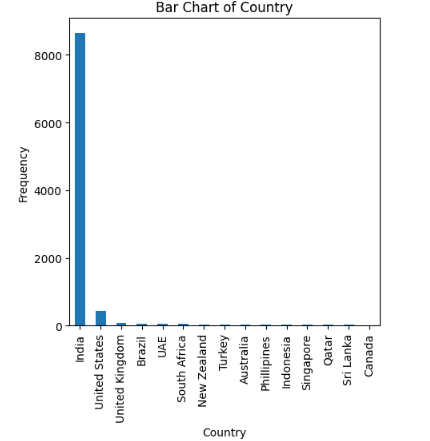 Bar Chart of Country
8000
6000
4000
2000
0
Frequency
India
United States
United Kingdom
Brazil
UAE
South Africa
New Zealand
Turkey
Australia
Phillipines
Indonesia
Singapore
Qatar
Sri Lanka
Canada
Country